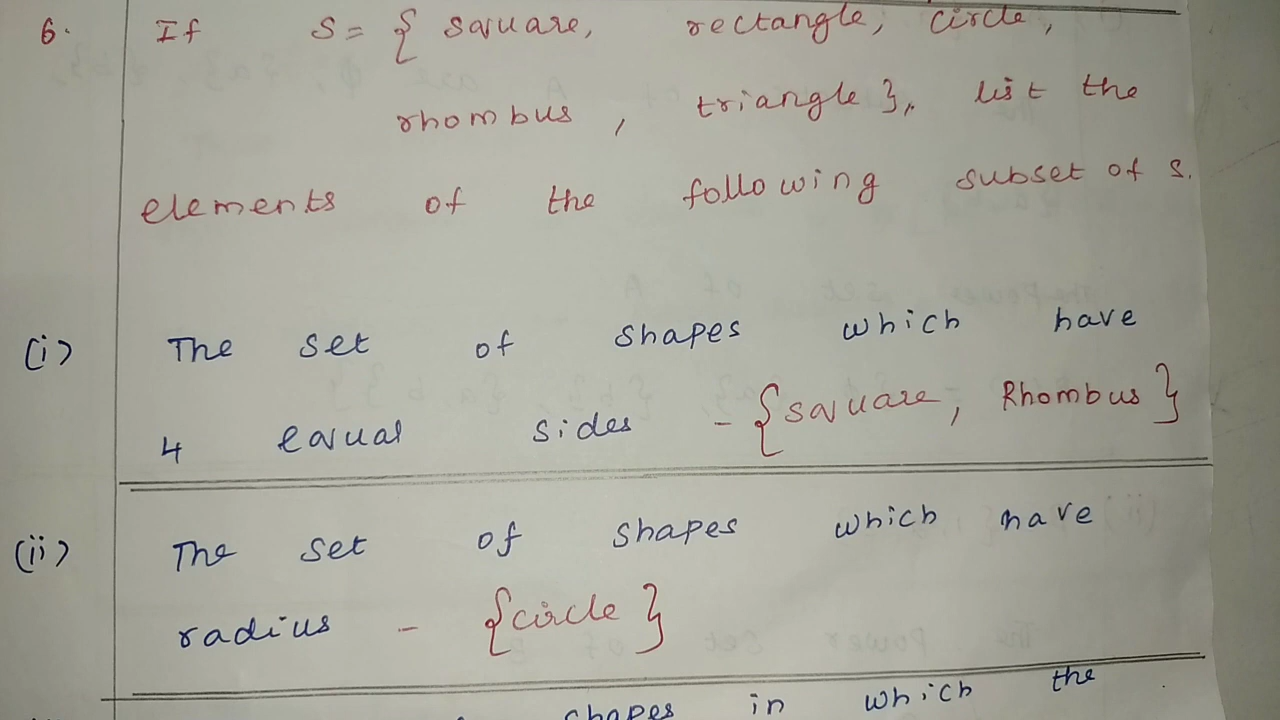 6. If S = { square, rectangle, circle,
rhombus , triangle }, list the
elements of the following subset of s.
(i) The set of shapes which have
4 equal sides - {square, Rhombus }
(ii) The set of shapes which have
radius - {circle }
shapes in which the